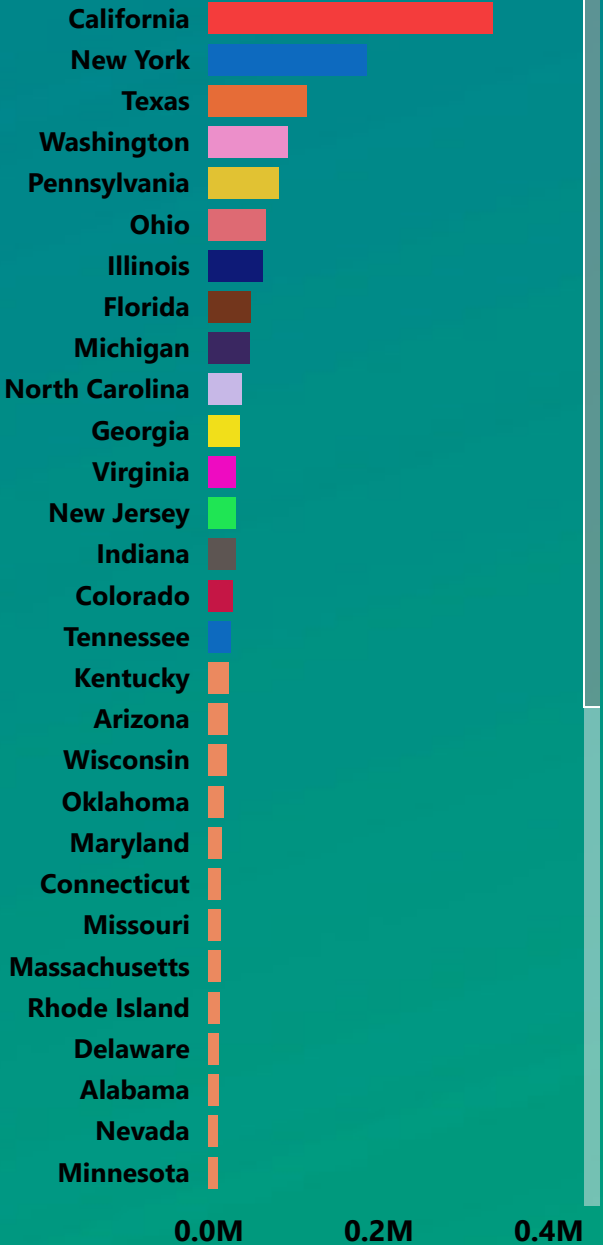 California
New York
Texas
Washington
Pennsylvania
Ohio
Illinois
Florida
Michigan
North Carolina
Georgia
Virginia
New Jersey
Indiana
Colorado
Tennessee
Kentucky
Arizona
Wisconsin
Oklahoma
Maryland
Connecticut
Missouri
Massachusetts
Rhode Island
Delaware
Alabama
Nevada
Minnesota
0.0M 0.2M 0.4M